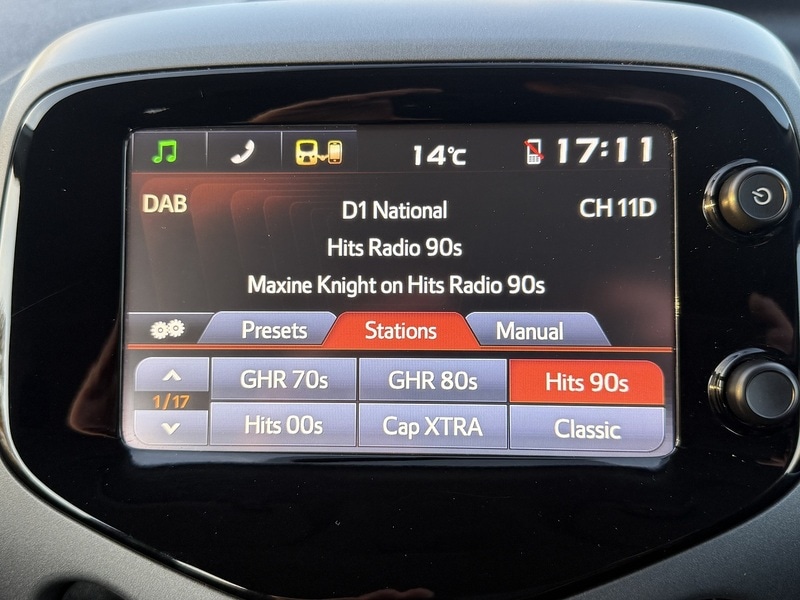 14°C 17:11
DAB D1 National CH 11D
Hits Radio 90s
Maxine Knight on Hits Radio 90s
Presets Stations Manual
GHR 70s GHR 80s Hits 90s
1/17
Hits 00s Cap XTRA Classic